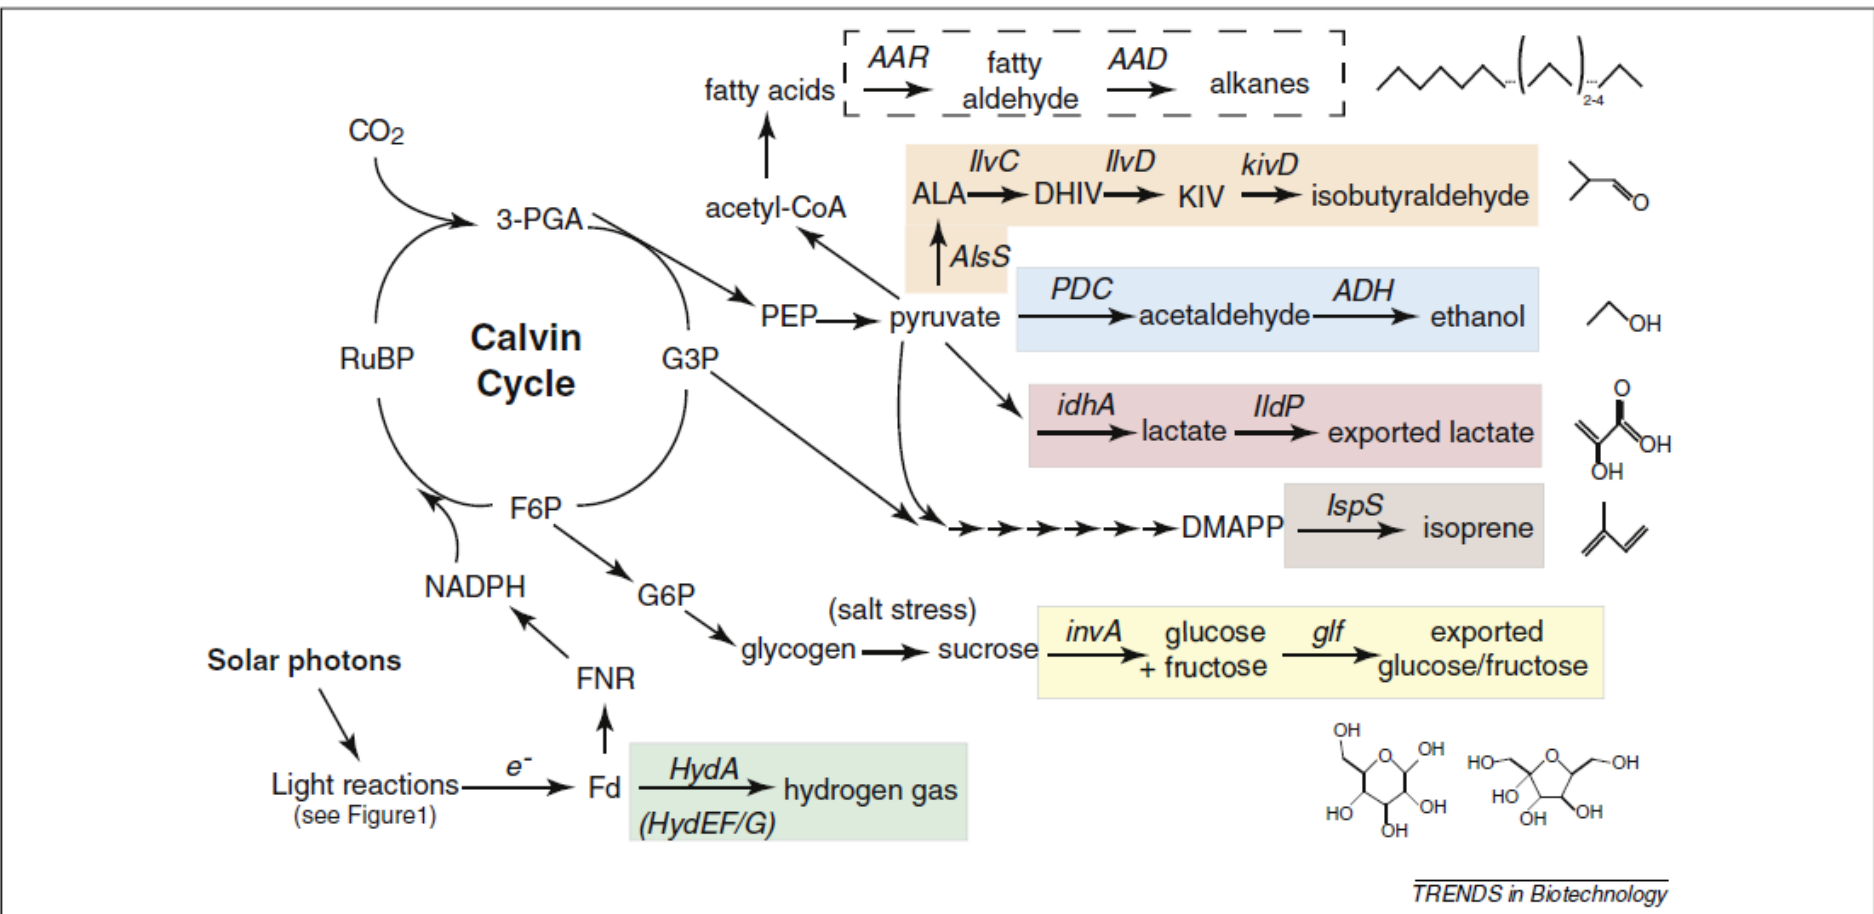 AAR
fatty
AAD
fatty acids
aldehyde
alkanes
2-4
CO2
IlvC
IlvD
kivD
ALA
DHIV
KIV
isobutyraldehyde
O
acetyl-CoA
3-PGA
AlsS
PDC
ADH
PEP
pyruvate
acetaldehyde
ethanol
OH
Calvin
Cycle
RuBP
G3P
idhA
lldP
lactate
exported lactate
O
OH
OH
IspS
F6P
DMAPP
isoprene
NADPH
G6P
(salt stress)
glycogen
sucrose
invA
glucose
+ fructose
glf
exported
glucose/fructose
Solar photons
FNR
Light reactions
(see Figure1)
e-
Fd
HydA
hydrogen gas
(HydEF/G)
OH
O
OH
HO
OH
OH
HO
O
OH
HO
OH
OH
TRENDS in Biotechnology